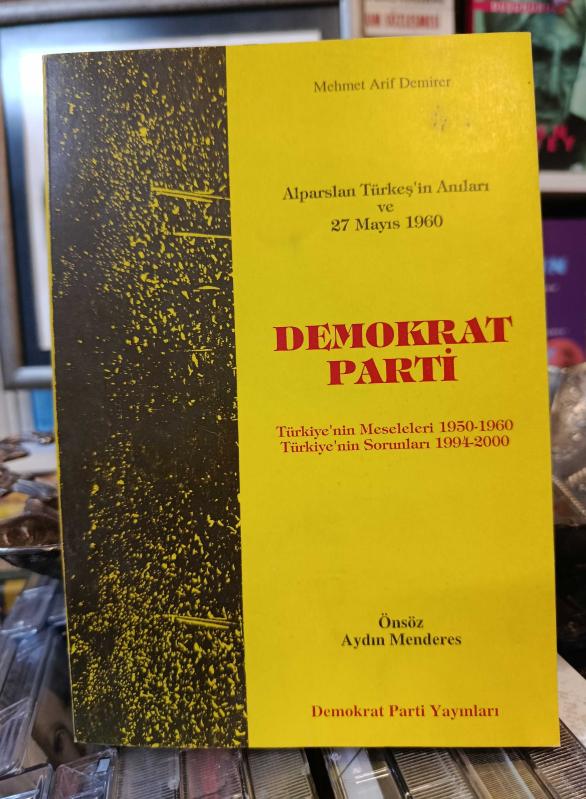 Mehmet Arif Demirer
Alparslan Türkeş'in Anıları
ve
27 Mayıs 1960
DEMOKRAT
PARTİ
Türkiye'nin Meseleleri 1950-1960
Türkiye'nin Sorunları 1994-2000
Önsöz
Aydın Menderes
Demokrat Parti Yayınları